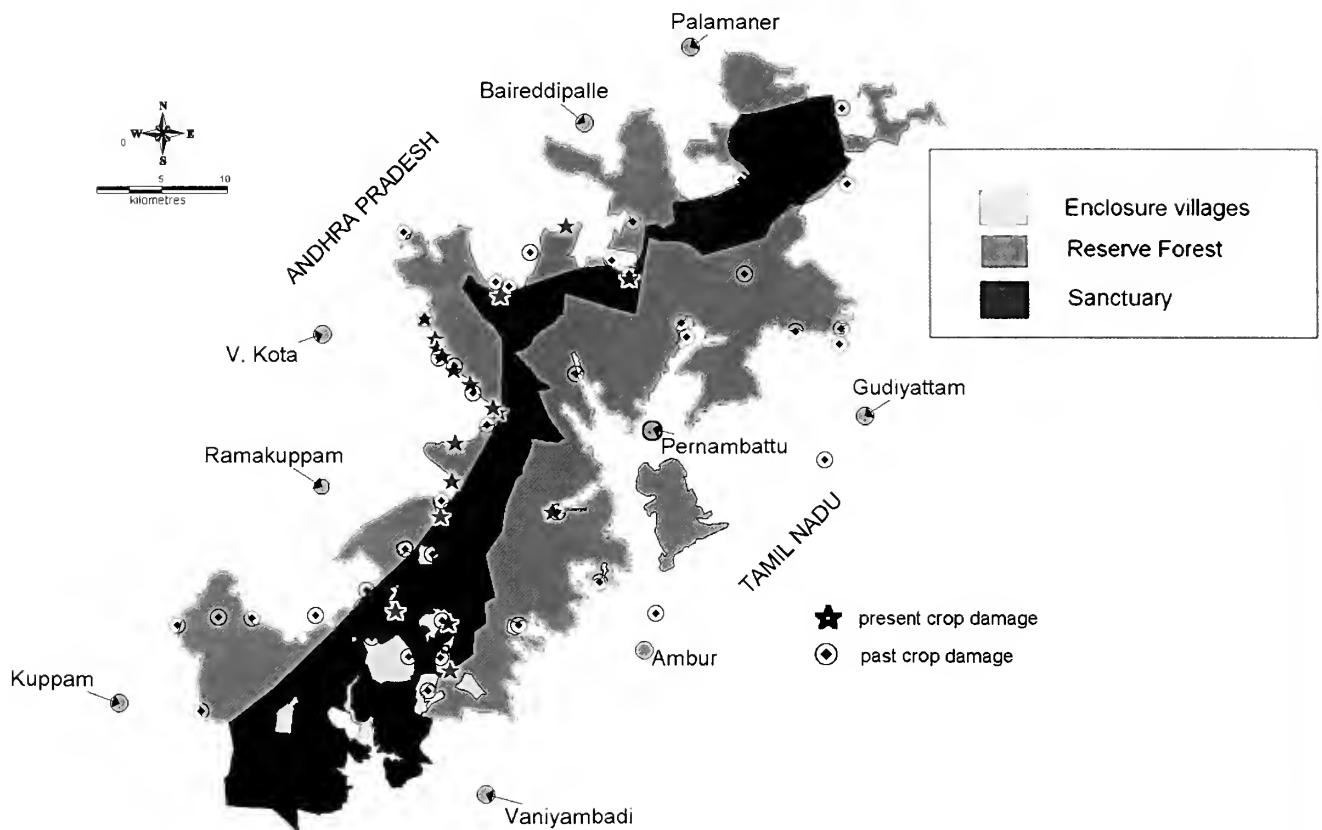 Palamaner
Baireddipalle
N
W E
S
0 5 10
kilometres
ANDHRA PRADESH
Enclosure villages
Reserve Forest
Sanctuary
V. Kota
Gudiyattam
Pernambattu
Ramakuppam
TAMIL NADU
present crop damage
past crop damage
Ambur
Kuppam
Vaniyambadi